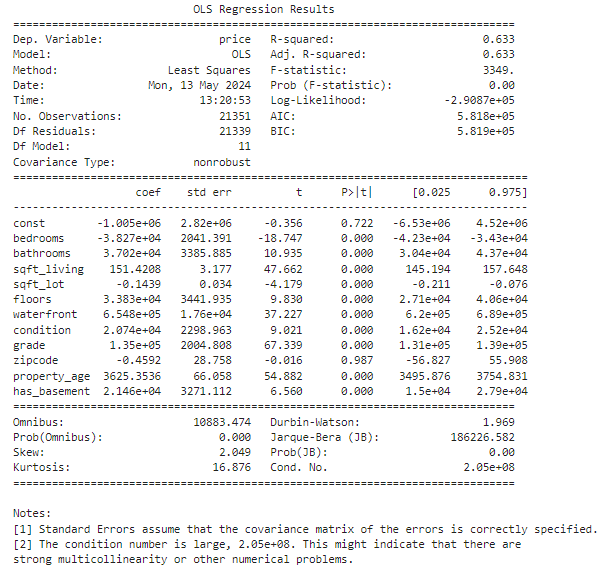 OLS Regression Results
==============================================================================
Dep. Variable: price R-squared: 0.633
Model: OLS Adj. R-squared: 0.633
Method: Least Squares F-statistic: 3349.
Date: Mon, 13 May 2024 Prob (F-statistic): 0.00
Time: 13:20:53 Log-Likelihood: -2.9087e+05
No. Observations: 21351 AIC: 5.818e+05
Df Residuals: 21339 BIC: 5.819e+05
Df Model: 11
Covariance Type: nonrobust
================================================================================
coef std err t P>|t| [0.025 0.975]
--------------------------------------------------------------------------------
const -1.005e+06 2.82e+06 -0.356 0.722 -6.53e+06 4.52e+06
bedrooms -3.827e+04 2041.391 -18.747 0.000 -4.23e+04 -3.43e+04
bathrooms 3.702e+04 3385.885 10.935 0.000 3.04e+04 4.37e+04
sqft_living 151.4208 3.177 47.662 0.000 145.194 157.648
sqft_lot -0.1439 0.034 -4.179 0.000 -0.211 -0.076
floors 3.383e+04 3441.935 9.830 0.000 2.71e+04 4.06e+04
waterfront 6.548e+05 1.76e+04 37.227 0.000 6.2e+05 6.89e+05
condition 2.074e+04 2298.963 9.021 0.000 1.62e+04 2.52e+04
grade 1.35e+05 2004.808 67.339 0.000 1.31e+05 1.39e+05
zipcode -0.4592 28.758 -0.016 0.987 -56.827 55.908
property_age 3625.3536 66.058 54.882 0.000 3495.876 3754.831
has_basement 2.146e+04 3271.112 6.560 0.000 1.5e+04 2.79e+04
==============================================================================
Omnibus: 10883.474 Durbin-Watson: 1.969
Prob(Omnibus): 0.000 Jarque-Bera (JB): 186226.582
Skew: 2.049 Prob(JB): 0.00
Kurtosis: 16.876 Cond. No. 2.05e+08
==============================================================================
Notes:
[1] Standard Errors assume that the covariance matrix of the errors is correctly specified.
[2] The condition number is large, 2.05e+08. This might indicate that there are
strong multicollinearity or other numerical problems.